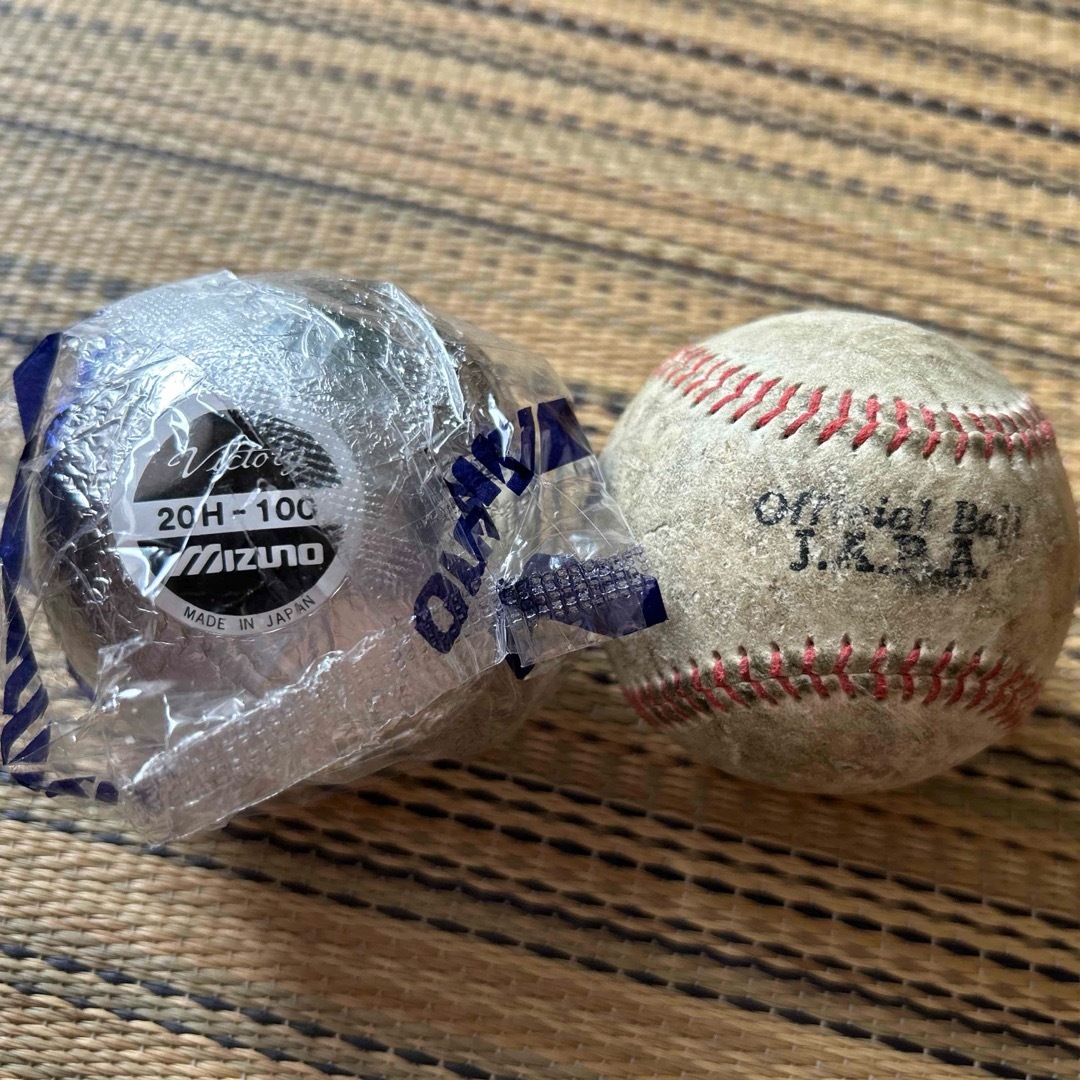 Victory
20H-100
MIZUNO
MADE IN JAPAN
Official Ball
J.A.B.A.